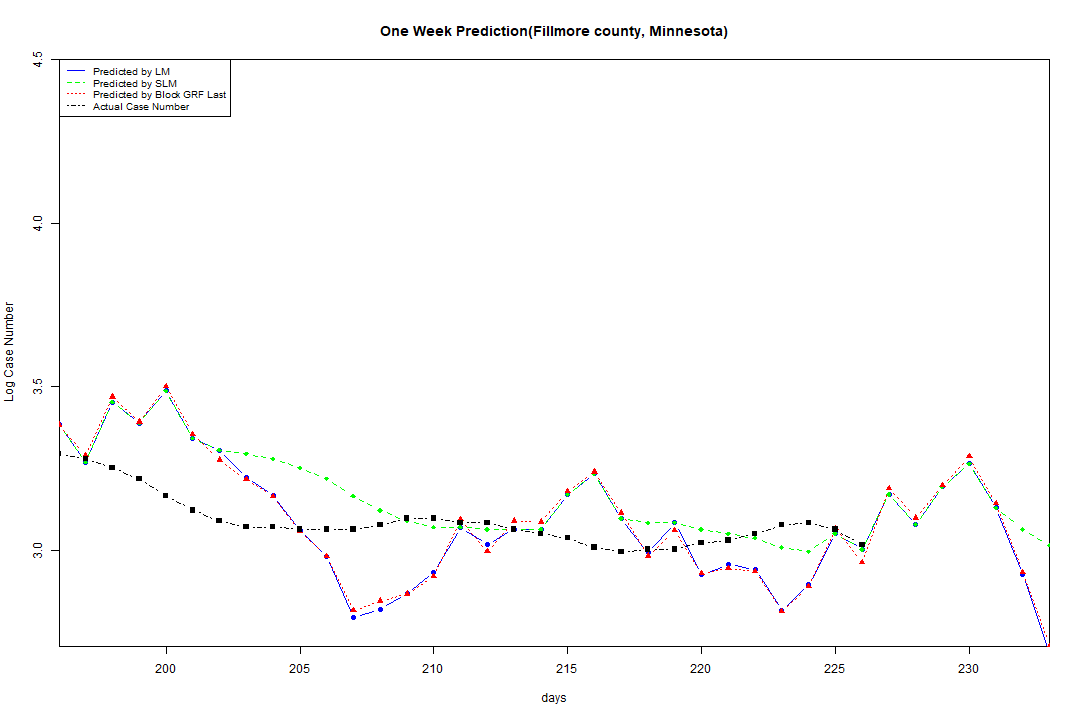 One Week Prediction(Fillmore county, Minnesota)
4.5
Predicted by LM
Predicted by SLM
Predicted by Block GRF Last
Actual Case Number
4.0
Log Case Number
3.5
3.0
200 205 210 215 220 225 230
days